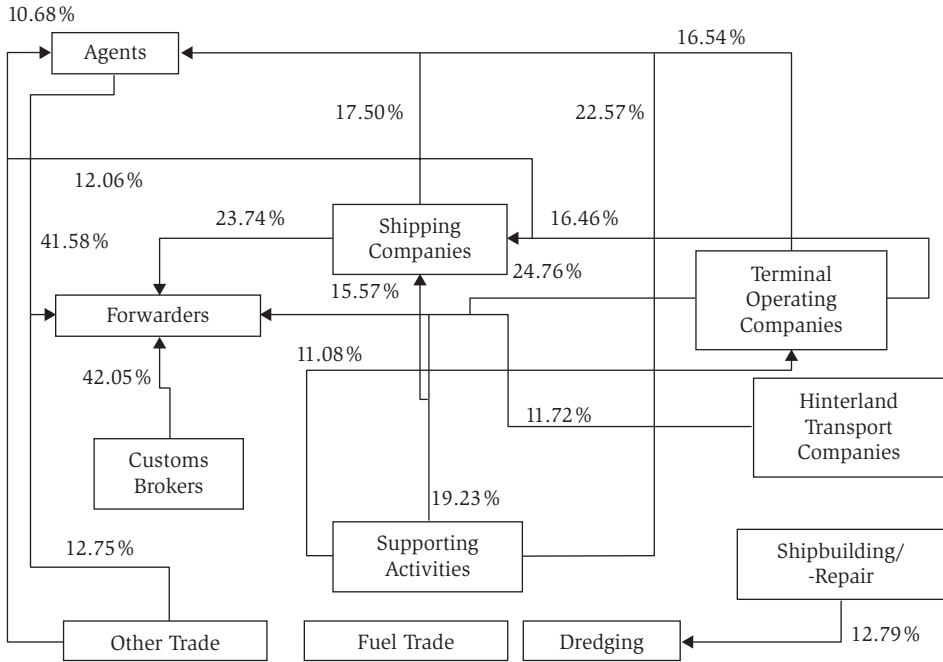 10.68%
Agents
16.54%
17.50%
22.57%
12.06%
23.74%
Shipping
Companies
16.46%
41.58%
24.76%
15.57%
Terminal
Operating
Companies
Forwarders
11.08%
42.05%
11.72%
Hinterland
Transport
Companies
Customs
Brokers
19.23%
12.75%
Supporting
Activities
Shipbuilding/
-Repair
Other Trade
Fuel Trade
Dredging
12.79%